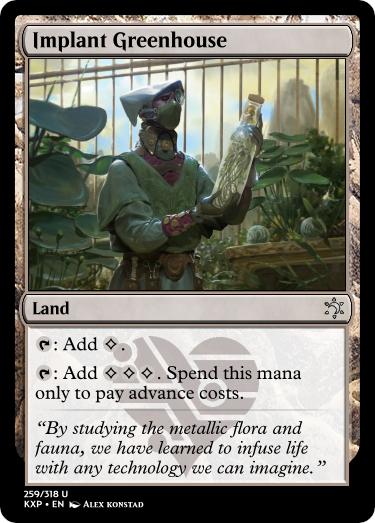 Implant Greenhouse
Land
: Add .
: Add . Spend this mana
only to pay advance costs.
“By studying the metallic flora and
fauna, we have learned to infuse life
with any technology we can imagine.”
259/318 U
KXP • EN Alex Konstad